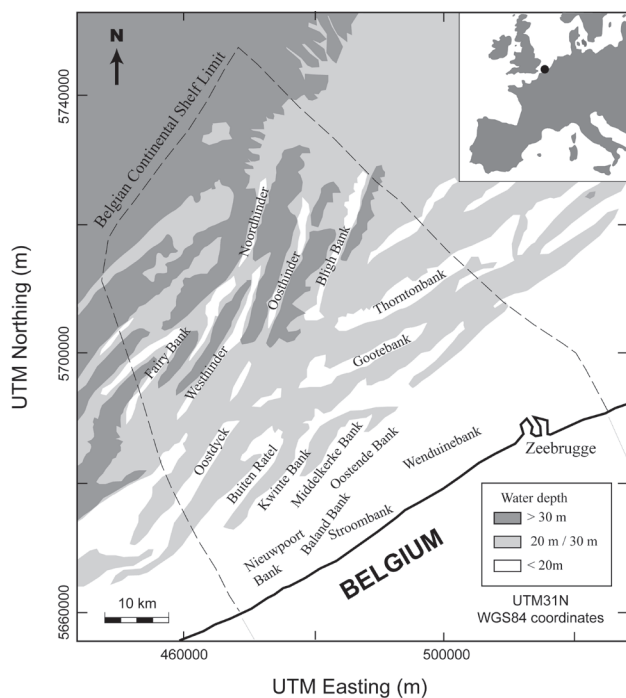 N
Belgian Continental Shelf Limit
5740000
5700000
5660000
UTM Northing (m)
Noordhinder
Oosthinder
Bligh Bank
Thorntonbank
Gootebank
Fairy Bank
Westhinder
Oostdyck
Buiten Ratel
Kwinte Bank
Middelkerke Bank
Oostende Bank
Wenduinebank
Zeebrugge
Nieuwpoort
Bank
Baland Bank
Stroombank
BELGIUM
Water depth
> 30 m
20 m / 30 m
< 20m
10 km
UTM31N
WGS84 coordinates
460000
500000
UTM Easting (m)